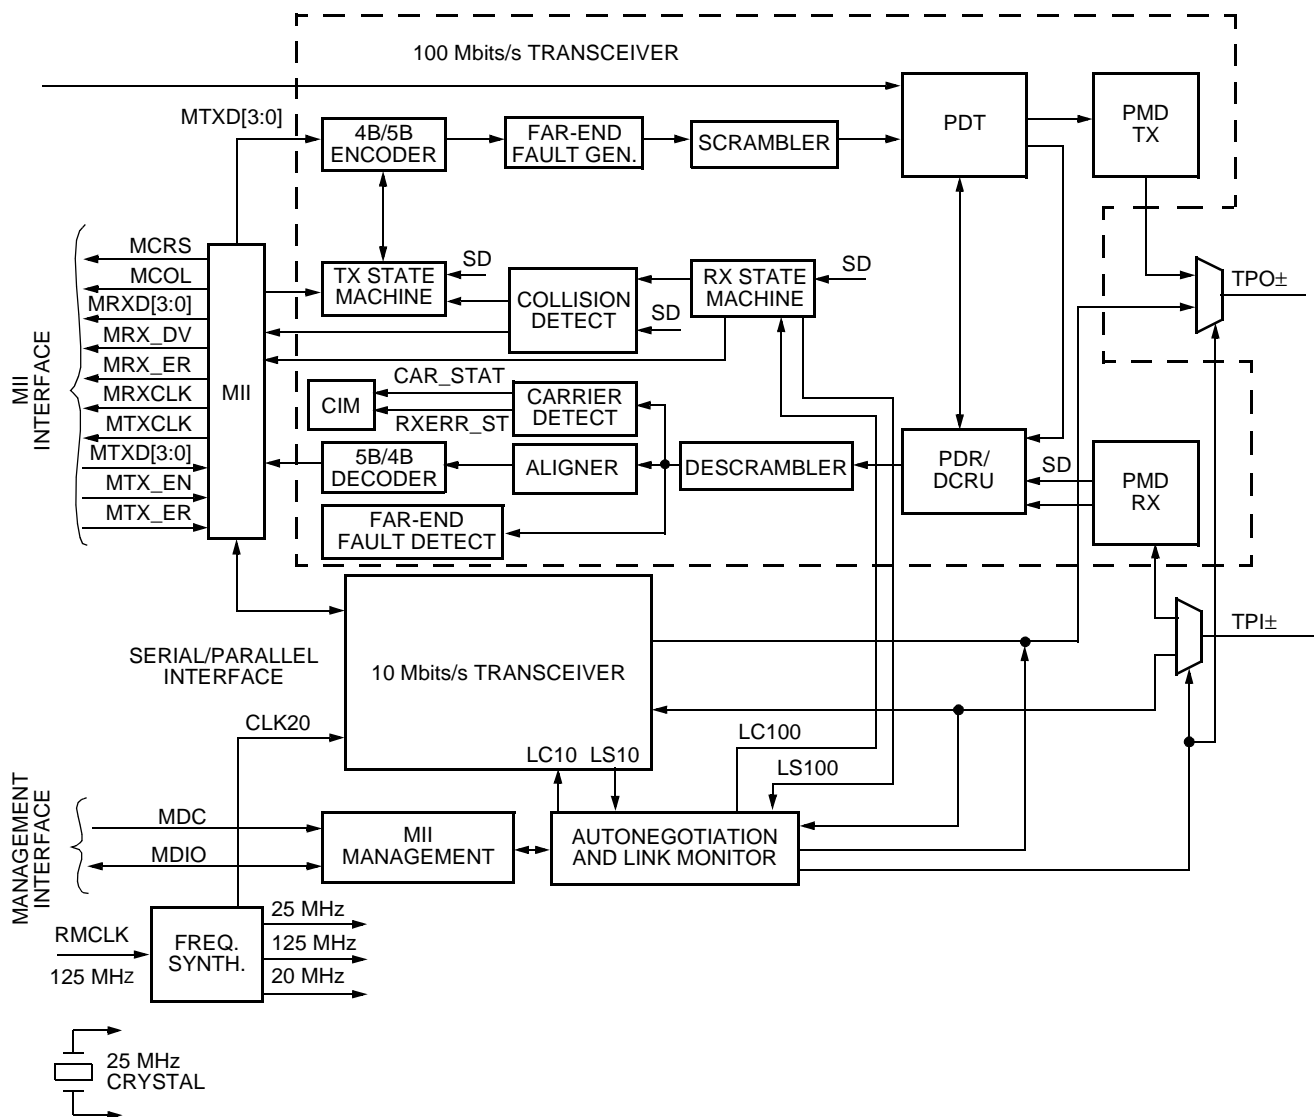 100 Mbits/s TRANSCEIVER
MTXD[3:0]
4B/5B
ENCODER
FAR-END
FAULT GEN.
SCRAMBLER
PDT
PMD
TX
MII
INTERFACE
MCRS
MCOL
MRXD[3:0]
MRX_DV
MRX_ER
MRXCLK
MTXCLK
MTXD[3:0]
MTX_EN
MTX_ER
MII
TX STATE
MACHINE
SD
COLLISION
DETECT
SD
RX STATE
MACHINE
SD
TPO±
CIM
CAR_STAT
RXERR_ST
CARRIER
DETECT
5B/4B
DECODER
ALIGNER
DESCRAMBLER
PDR/
DCRU
SD
PMD
RX
FAR-END
FAULT DETECT
TPI±
SERIAL/PARALLEL
INTERFACE
10 Mbits/s TRANSCEIVER
CLK20
LC10
LS10
LC100
LS100
MANAGEMENT
INTERFACE
MDC
MDIO
MII
MANAGEMENT
AUTONEGOTIATION
AND LINK MONITOR
RMCLK
125 MHz
FREQ.
SYNTH.
25 MHz
125 MHz
20 MHz
25 MHz
CRYSTAL